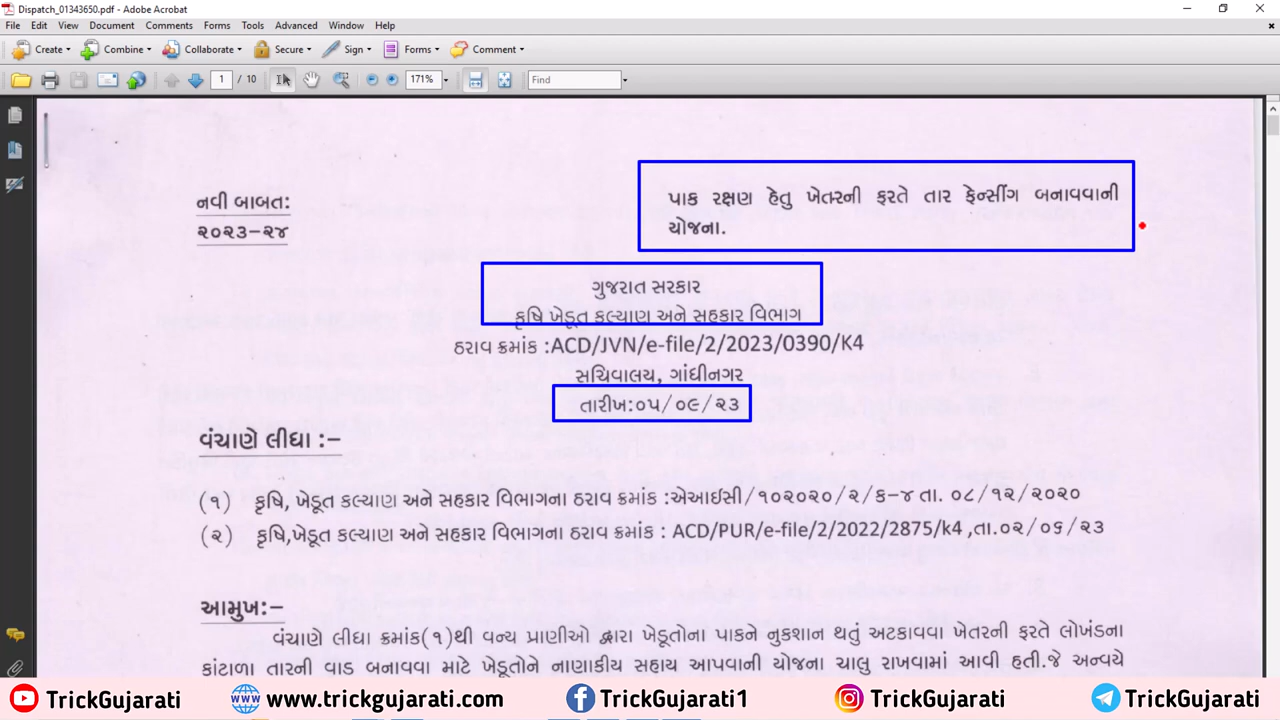 Dispatch_01343650.pdf - Adobe Acrobat
File Edit View Document Comments Forms Tools Advanced Window Help
Create Combine Collaborate Secure Sign Forms Comment
1 / 10 171% Find
પાક રક્ષણ હેતુ ખેતરની ફરતે તાર ફેન્સીંગ બનાવવાની
યોજના.
નવી બાબત:
૨૦૨૩-૨૪
ગુજરાત સરકાર
કૃષિ ખેડૂત કલ્યાણ અને સહકાર વિભાગ
ઠરાવ ક્રમાંક :ACD/JVN/e-file/2/2023/0390/K4
સચિવાલય, ગાંધીનગર
તારીખ:૦૫/૦૯/૨૩
વંચાણે લીધા :-
(૧) કૃષિ, ખેડૂત કલ્યાણ અને સહકાર વિભાગના ઠરાવ ક્રમાંક :એઆઈસી/૧૦૨૦૨૦/૨/ક-૪ તા. ૦૮/૧૨/૨૦૨૦
(૨) કૃષિ,ખેડૂત કલ્યાણ અને સહકાર વિભાગના ઠરાવ ક્રમાંક : ACD/PUR/e-file/2/2022/2875/k4 ,તા.૦૨/૦૬/૨૩
આમુખ:-
વંચાણે લીધા ક્રમાંક(૧)થી વન્ય પ્રાણીઓ દ્વારા ખેડૂતોના પાકને નુકશાન થતું અટકાવવા ખેતરની ફરતે લોખંડના
કાંટાળા તારની વાડ બનાવવા માટે ખેડૂતોને નાણાકીય સહાય આપવાની યોજના ચાલુ રાખવામાં આવી હતી.જે અન્વયે
TrickGujarati www.trickgujarati.com TrickGujarati1 TrickGujarati TrickGujarati